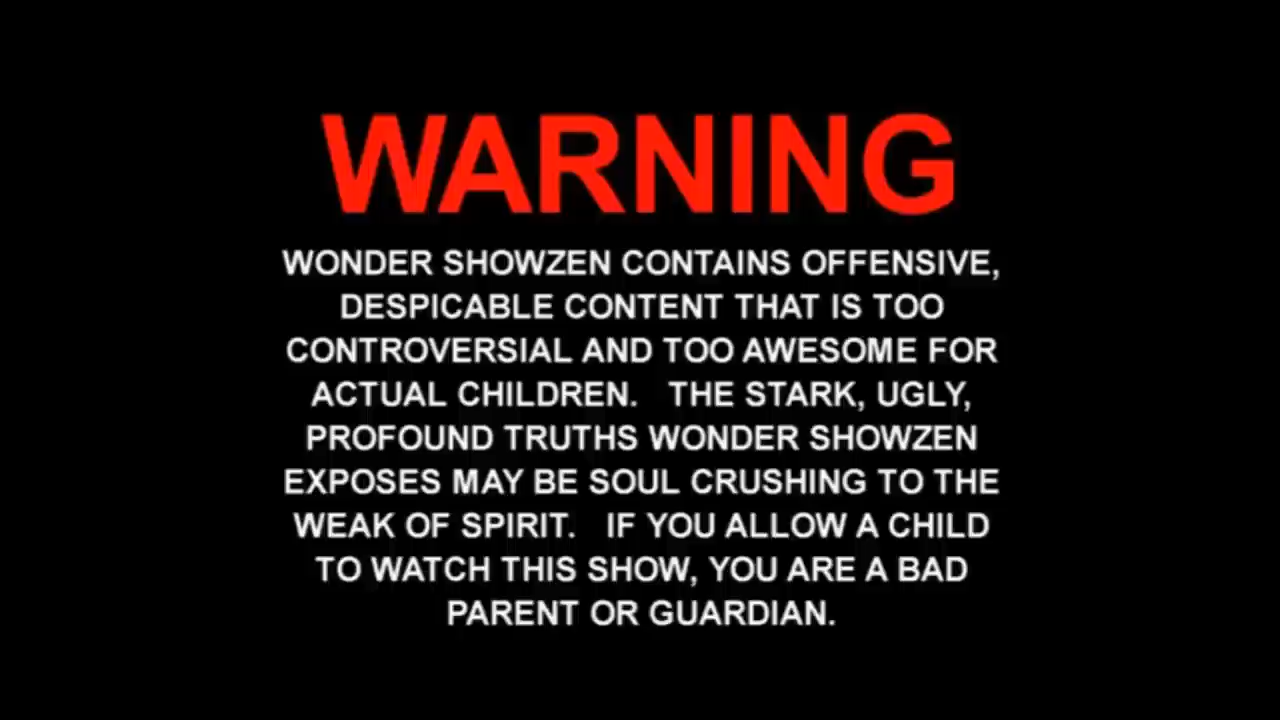 WARNING
WONDER SHOWZEN CONTAINS OFFENSIVE,
DESPICABLE CONTENT THAT IS TOO
CONTROVERSIAL AND TOO AWESOME FOR
ACTUAL CHILDREN.   THE STARK, UGLY,
PROFOUND TRUTHS WONDER SHOWZEN
EXPOSES MAY BE SOUL CRUSHING TO THE
WEAK OF SPIRIT.   IF YOU ALLOW A CHILD
TO WATCH THIS SHOW, YOU ARE A BAD
PARENT OR GUARDIAN.